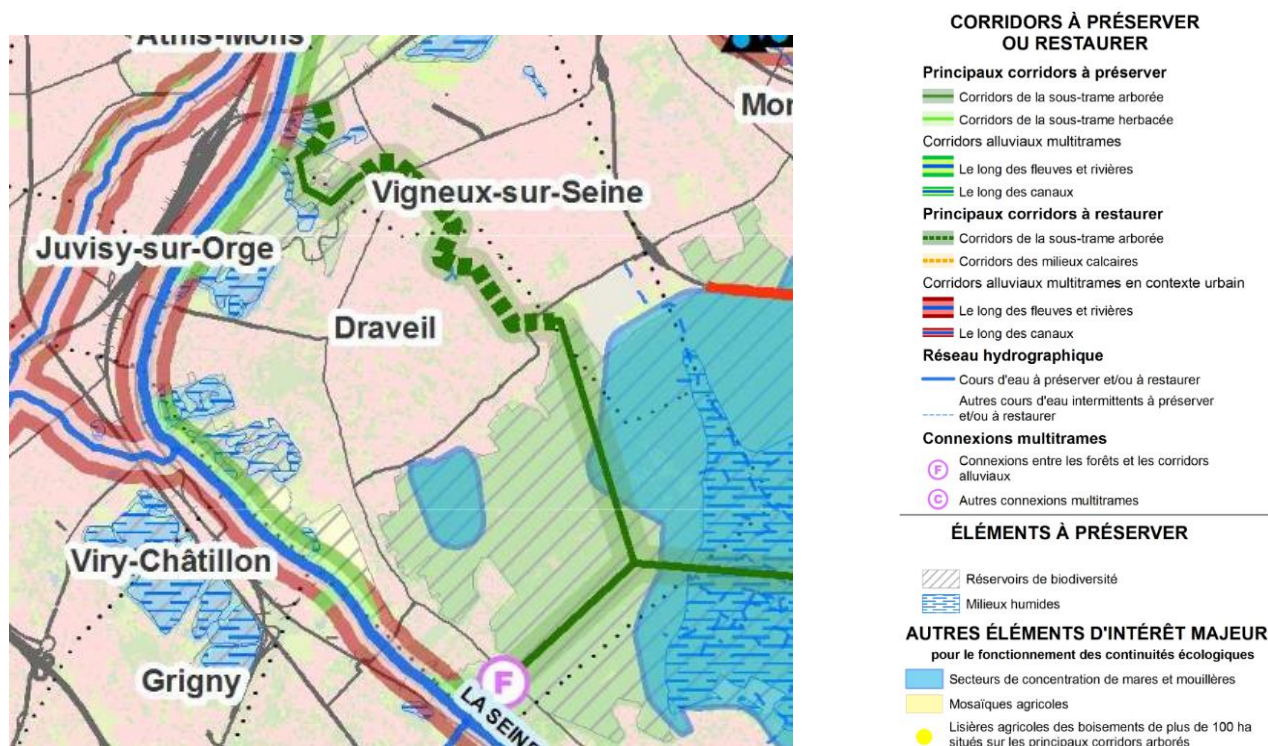 Athis-Mons
Mor
Vigneux-sur-Seine
Juvisy-sur-Orge
Draveil
Viry-Châtillon
Grigny
F
LA SEINE
CORRIDORS À PRÉSERVER
OU RESTAURER
Principaux corridors à préserver
Corridors de la sous-trame arborée
Corridors de la sous-trame herbacée
Corridors alluviaux multitrames
Le long des fleuves et rivières
Le long des canaux
Principaux corridors à restaurer
Corridors de la sous-trame arborée
Corridors des milieux calcaires
Corridors alluviaux multitrames en contexte urbain
Le long des fleuves et rivières
Le long des canaux
Réseau hydrographique
Cours d'eau à préserver et/ou à restaurer
Autres cours d'eau intermittents à préserver
et/ou à restaurer
Connexions multitrames
F Connexions entre les forêts et les corridors
alluviaux
C Autres connexions multitrames
ÉLÉMENTS À PRÉSERVER
Réservoirs de biodiversité
Milieux humides
AUTRES ÉLÉMENTS D'INTÉRÊT MAJEUR
pour le fonctionnement des continuités écologiques
Secteurs de concentration de mares et mouillères
Mosaïques agricoles
Lisières agricoles des boisements de plus de 100 ha
situés sur les principaux corridors arborés